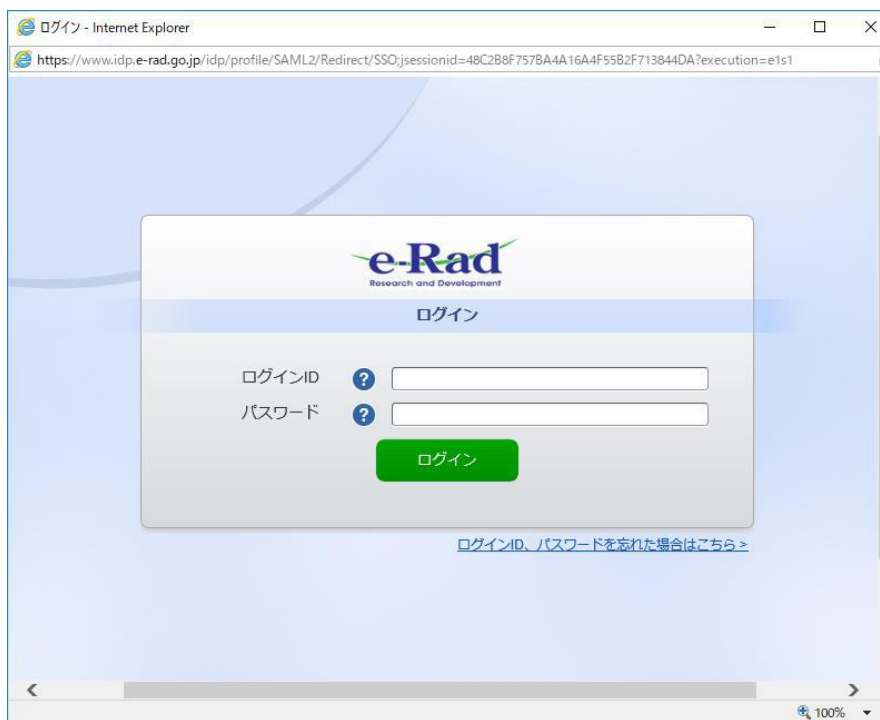 ログイン - Internet Explorer
https://www.idp.e-rad.go.jp/idp/profile/SAML2/Redirect/SSO;jsessionid=48C2B8F757BA4A16A4F55B2F713844DA?execution=e1s1
e-Rad
Research and Development
ログイン
ログインID ?
パスワード ?
ログイン
ログインID、パスワードを忘れた場合はこちら >
100%